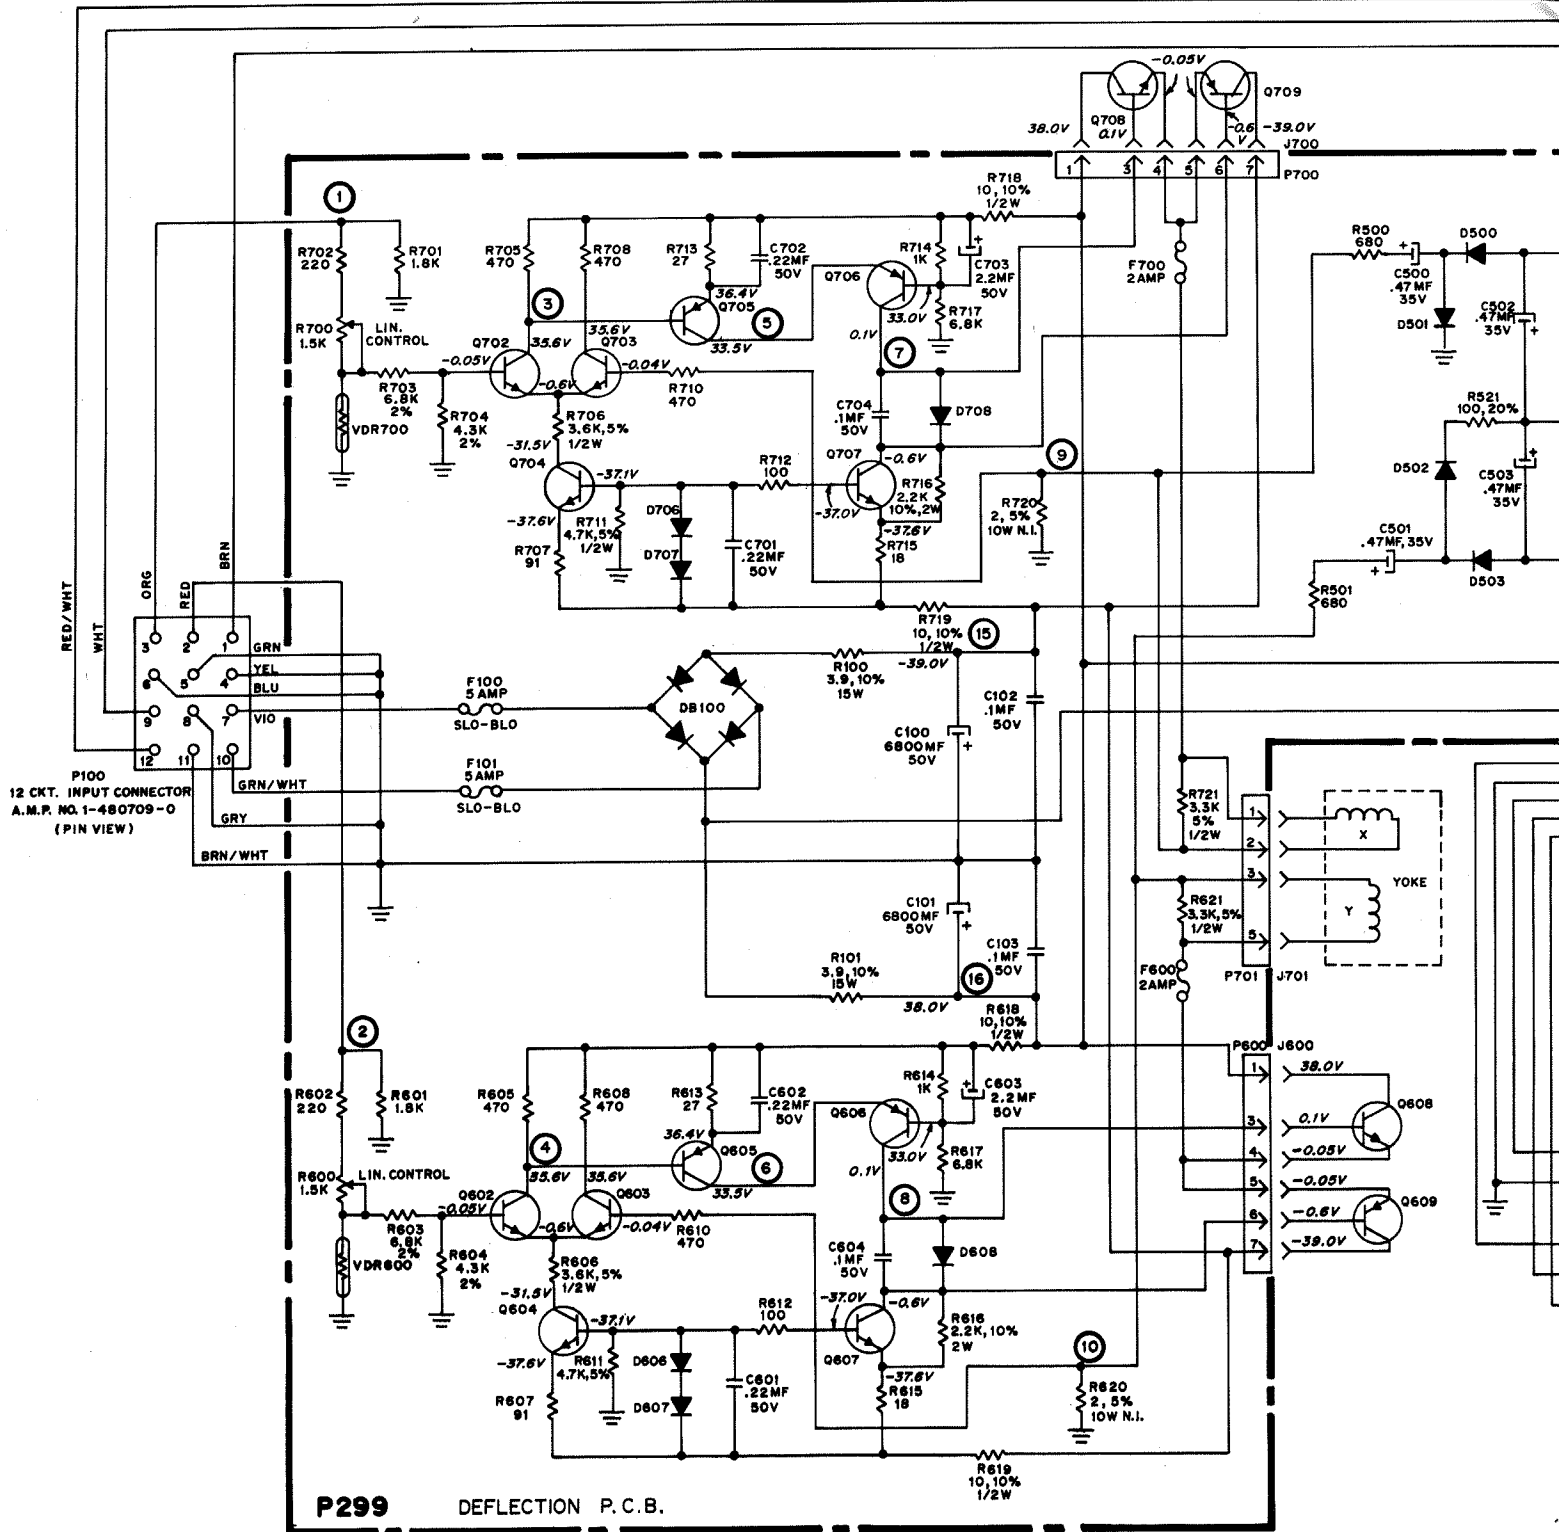 -0.05V
Q709
Q708
38.0V
0.1V
-0.6
V
-39.0V
J700
1
3
4
5
6
7
P700
1
R718
10, 10%
1/2W
R702
220
R701
1.8K
R705
470
R708
470
R713
27
C702
.22MF
50V
R714
1K
C703
2.2MF
50V
F700
2AMP
R500
680
C500
.47MF
35V
D500
D501
C502
.47MF
35V
Q706
36.4V
Q705
3
5
33.5V
33.0V
R717
6.8K
R700
1.5K
LIN.
CONTROL
Q702
35.6V
35.6V
Q703
0.1V
7
-0.05V
-0.04V
-0.6V
R703
6.8K
2%
R710
470
VDR700
R704
4.3K
2%
R706
3.6K,5%
1/2W
C704
.1MF
50V
D708
R521
100,20%
-31.5V
Q704
-37.1V
R712
100
Q707
-0.6V
9
D502
C503
.47MF
35V
-37.0V
R716
2.2K
10%,2W
R720
2, 5%
10W N.I.
-37.6V
R711
4.7K,5%
1/2W
D706
D707
C701
.22MF
50V
-37.6V
R715
18
R707
91
C501
.47MF,35V
D503
R501
680
RED/WHT
WHT
ORG
RED
BRN
R719
10, 10%
1/2W
15
-39.0V
3
2
1
GRN
6
5
4
YEL
BLU
9
8
7
VIO
12
11
10
GRN/WHT
F100
5 AMP
SLO-BLO
DB100
R100
3.9, 10%
15W
C102
.1MF
50V
C100
6800MF
50V
P100
12 CKT. INPUT CONNECTOR
A.M.P. NO. 1-480709-0
(PIN VIEW)
F101
5AMP
SLO-BLO
GRY
BRN/WHT
R721
3.3K
5%
1/2W
1
2
3
5
X
YOKE
Y
R621
3.3K,5%
1/2W
C101
6800MF
50V
C103
.1MF
50V
R101
3.9,10%
15W
16
38.0V
F600
2AMP
P701
J701
2
R618
10,10%
1/2W
P600
J600
R602
220
R601
1.8K
R605
470
R608
470
R613
27
C602
.22MF
50V
R614
1K
C603
2.2MF
50V
1
38.0V
Q608
3
0.1V
4
-0.05V
5
-0.05V
Q609
6
-0.6V
7
-39.0V
Q606
36.4V
Q605
4
6
33.5V
33.0V
R617
6.8K
R600
1.5K
LIN. CONTROL
35.6V
35.6V
Q602
Q603
0.1V
8
-0.05V
-0.6V
-0.04V
R603
6.8K
2%
R610
470
VDR600
R604
4.3K
2%
R606
3.6K,5%
1/2W
C604
.1MF
50V
D608
-31.5V
Q604
-37.1V
R612
100
-37.0V
-0.6V
R616
2.2K,10%
2W
Q607
10
-37.6V
R611
4.7K,5%
D606
D607
C601
.22MF
50V
-37.6V
R615
18
R620
2, 5%
10W N.I.
R607
91
R619
10, 10%
1/2W
P299
DEFLECTION P.C.B.